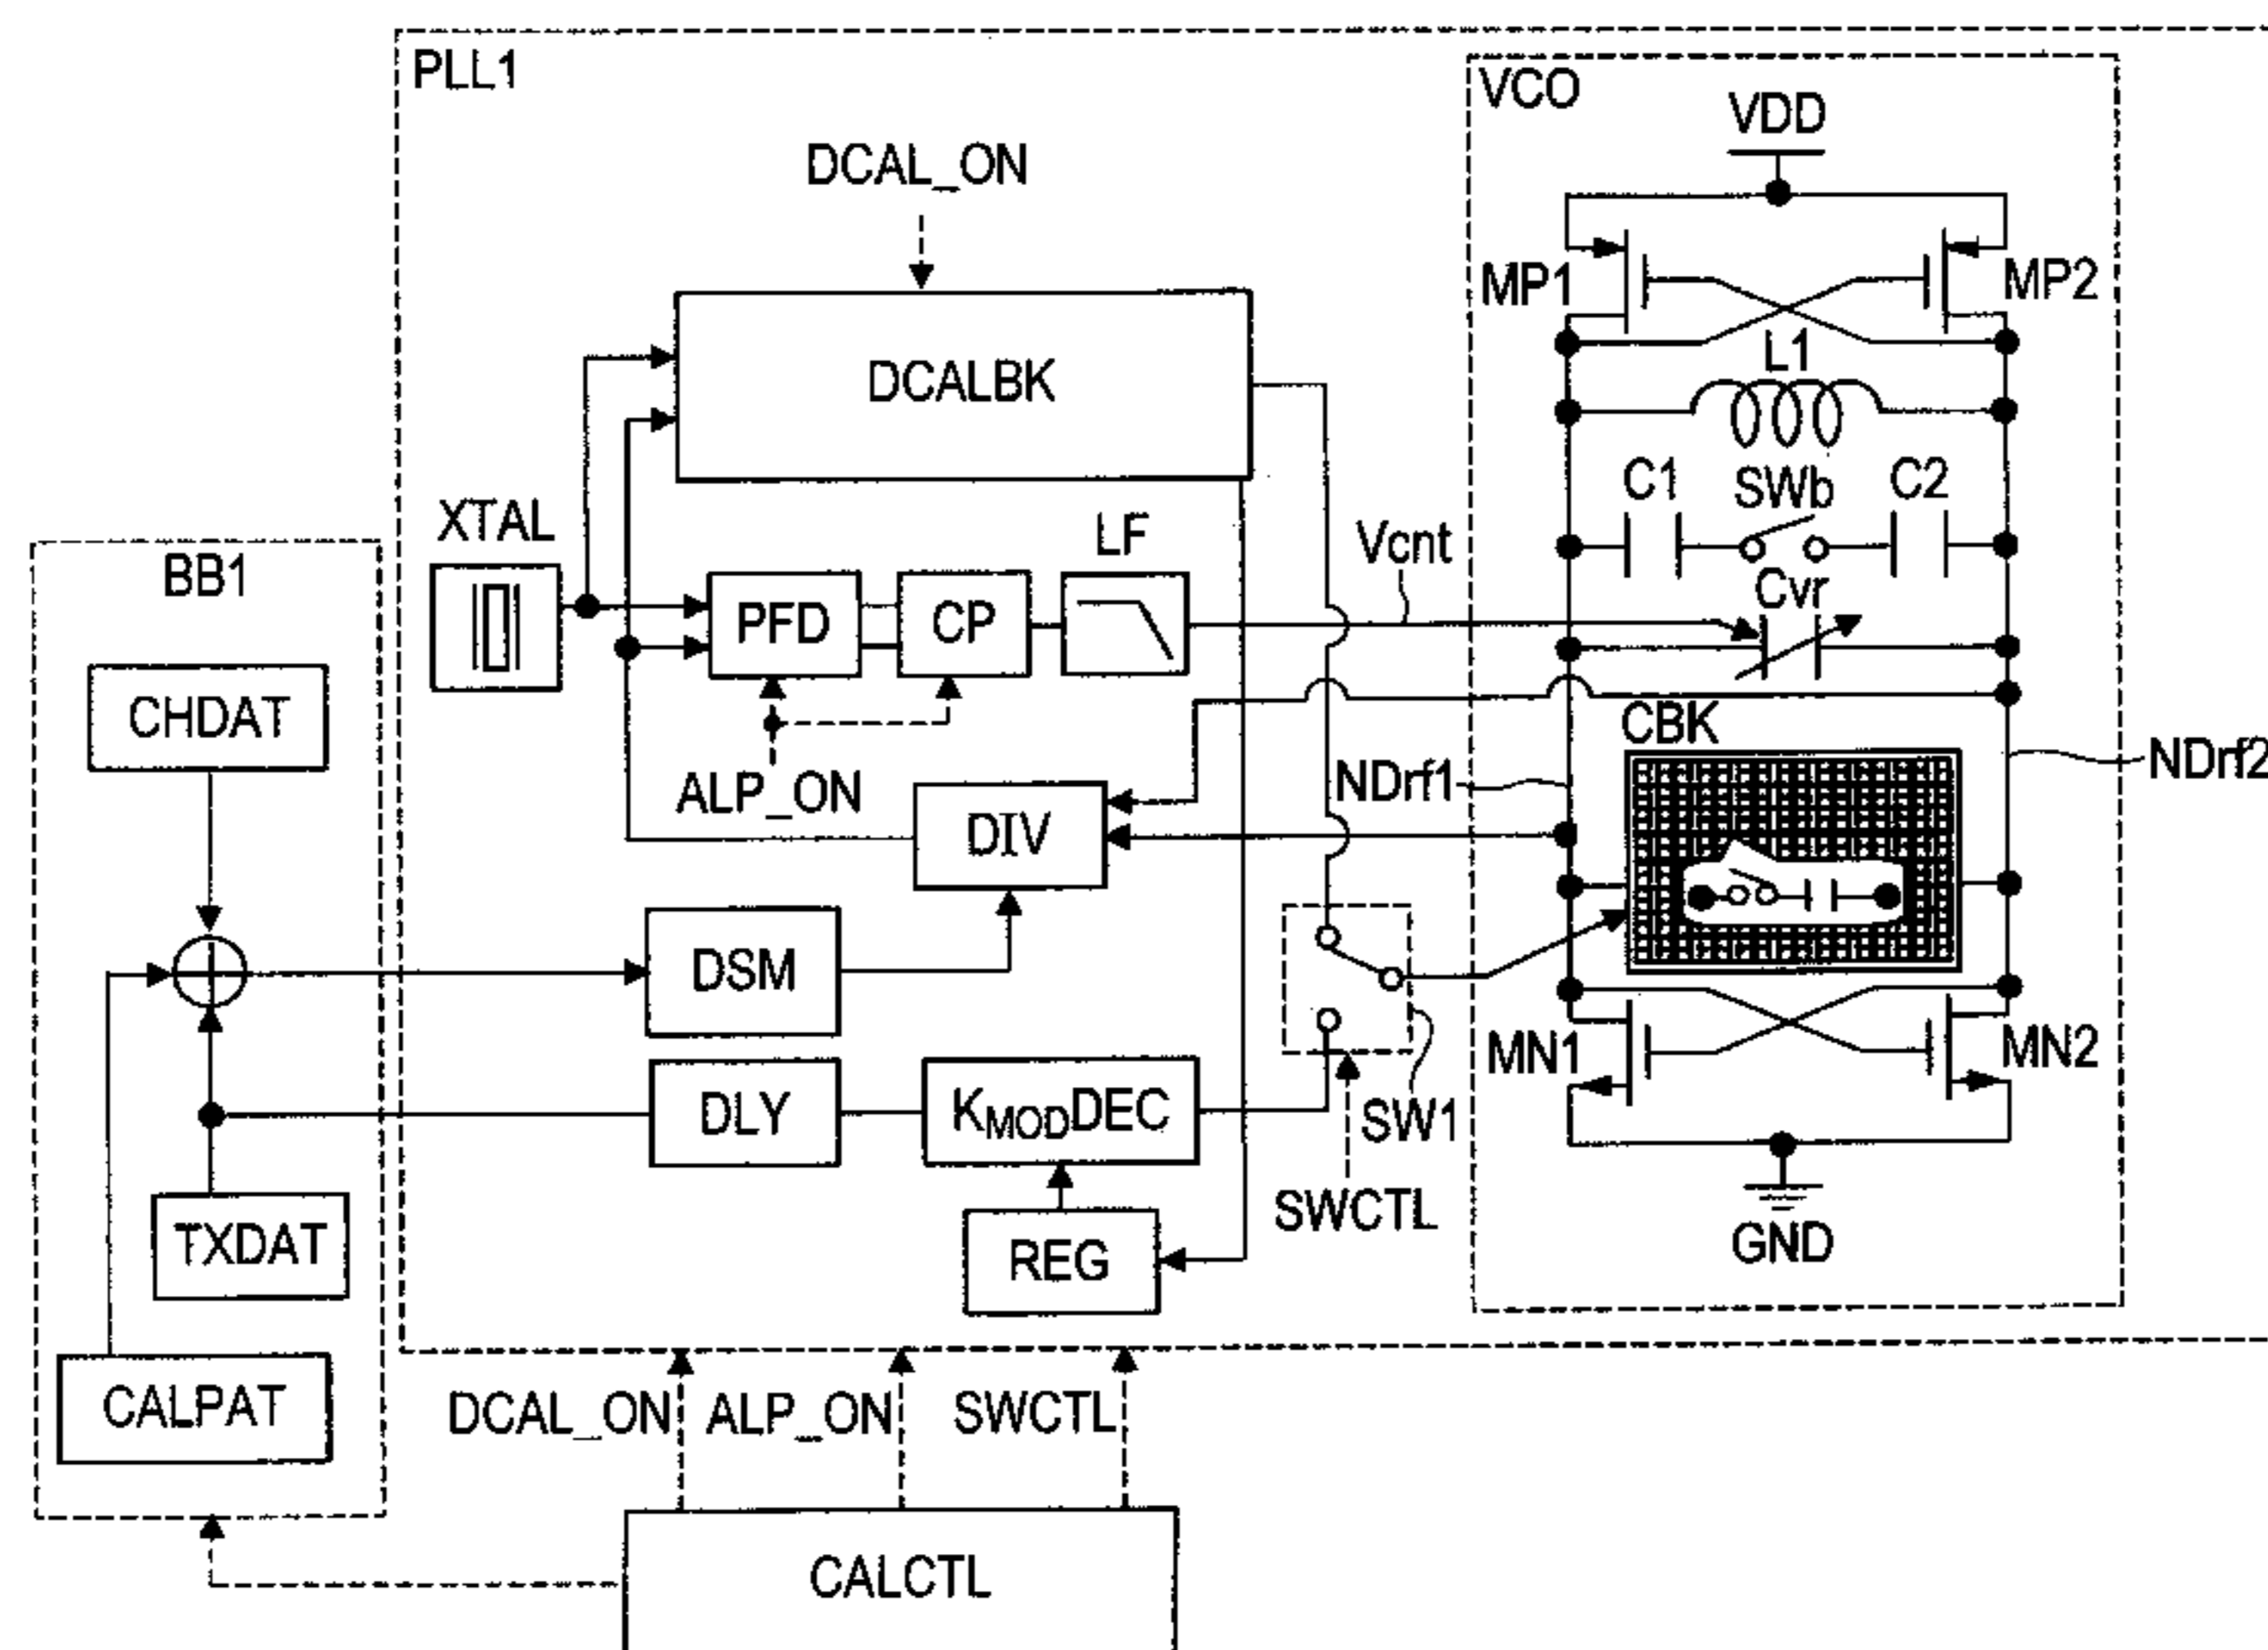 PLL1
VCO
VDD
DCAL_ON
MP1
MP2
L1
DCALBK
C1
SWb
C2
XTAL
LF
Vcnt
Cvr
BB1
PFD
CP
CHDAT
CBK
ALP_ON
NDrf1
NDrf2
DIV
DSM
MN1
MN2
DLY
KMODDEC
SW1
TXDAT
REG
SWCTL
GND
CALPAT
DCAL_ON
ALP_ON
SWCTL
CALCTL